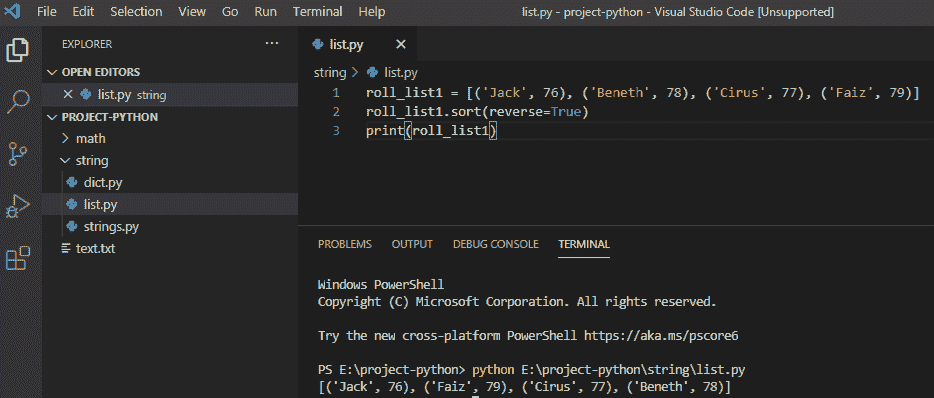 File Edit Selection View Go Run Terminal Help
list.py - project-python - Visual Studio Code [Unsupported]
EXPLORER
OPEN EDITORS
list.py string
PROJECT-PYTHON
math
string
dict.py
list.py
strings.py
text.txt
list.py
string > list.py
1 roll_list1 = [('Jack', 76), ('Beneth', 78), ('Cirus', 77), ('Faiz', 79)]
2 roll_list1.sort(reverse=True)
3 print(roll_list1)
PROBLEMS OUTPUT DEBUG CONSOLE TERMINAL
Windows PowerShell
Copyright (C) Microsoft Corporation. All rights reserved.
Try the new cross-platform PowerShell https://aka.ms/pscore6
PS E:\project-python> python E:\project-python\string\list.py
[('Jack', 76), ('Faiz', 79), ('Cirus', 77), ('Beneth', 78)]